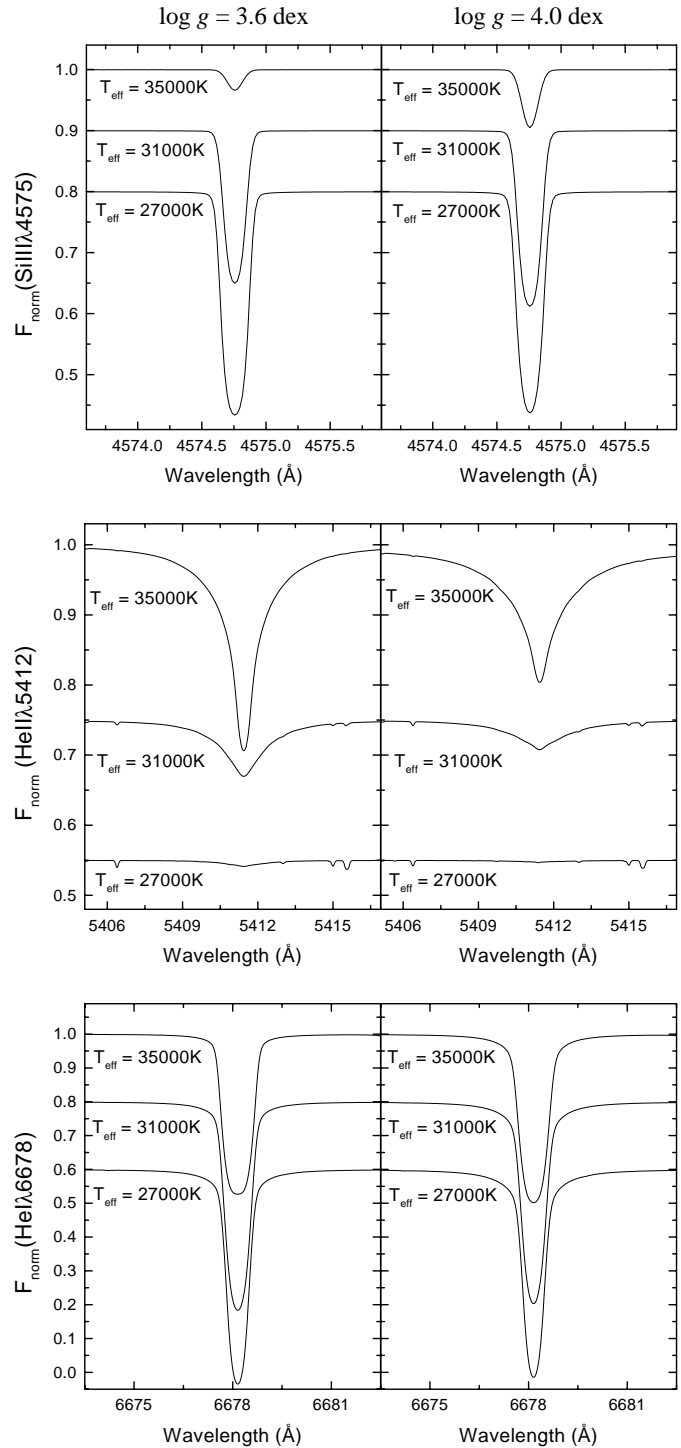 log g = 3.6 dex
log g = 4.0 dex
F_norm(SiIIIλ4575)
1.0
0.9
0.8
0.7
0.6
0.5
T_eff = 35000K
T_eff = 31000K
T_eff = 27000K
T_eff = 35000K
T_eff = 31000K
T_eff = 27000K
4574.0 4574.5 4575.0 4575.5
4574.0 4574.5 4575.0 4575.5
Wavelength (Å)
Wavelength (Å)
F_norm (HeIIλ5412)
1.0
0.9
0.8
0.7
0.6
0.5
T_eff = 35000K
T_eff = 31000K
T_eff = 27000K
T_eff = 35000K
T_eff = 31000K
T_eff = 27000K
5406 5409 5412 5415
5406 5409 5412 5415
Wavelength (Å)
Wavelength (Å)
F_norm(HeIλ6678)
1.0
0.9
0.8
0.7
0.6
0.5
0.4
0.3
0.2
0.1
0.0
T_eff = 35000K
T_eff = 31000K
T_eff = 27000K
T_eff = 35000K
T_eff = 31000K
T_eff = 27000K
6675 6678 6681
6675 6678 6681
Wavelength (Å)
Wavelength (Å)